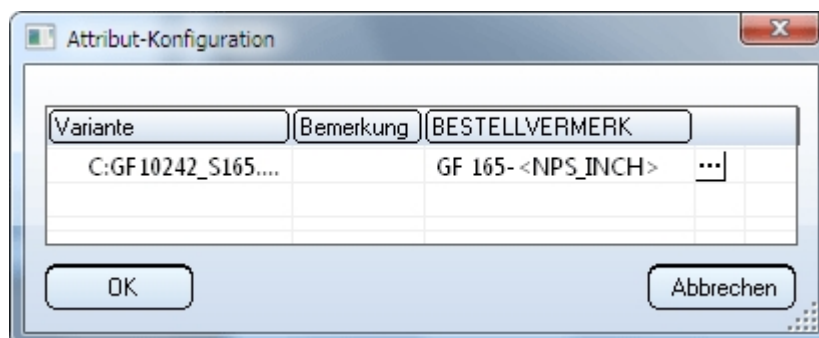 Attribut-Konfiguration
Variante Bemerkung BESTELLVERMERK
C:GF10242_S165.... GF 165-<NPS_INCH> ...
OK Abbrechen